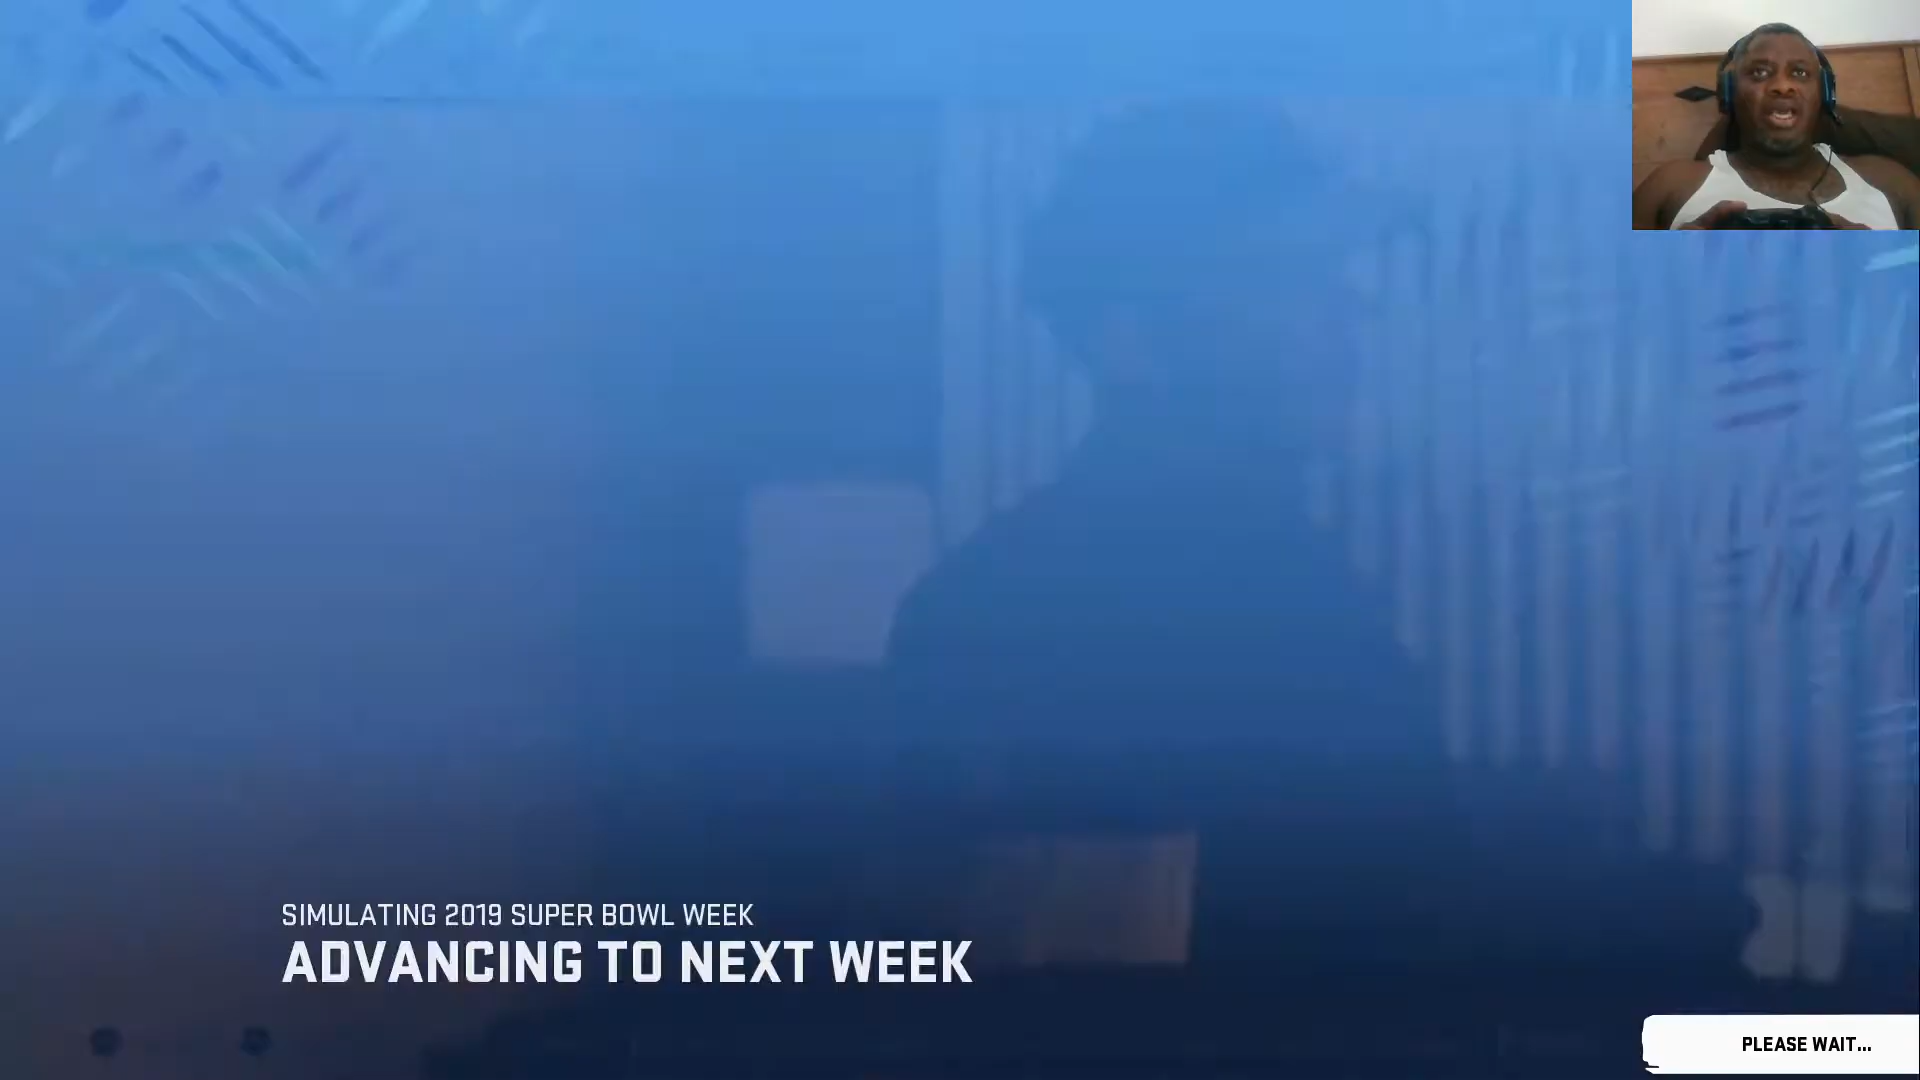 SIMULATING 2019 SUPER BOWL WEEK
ADVANCING TO NEXT WEEK
PLEASE WAIT...